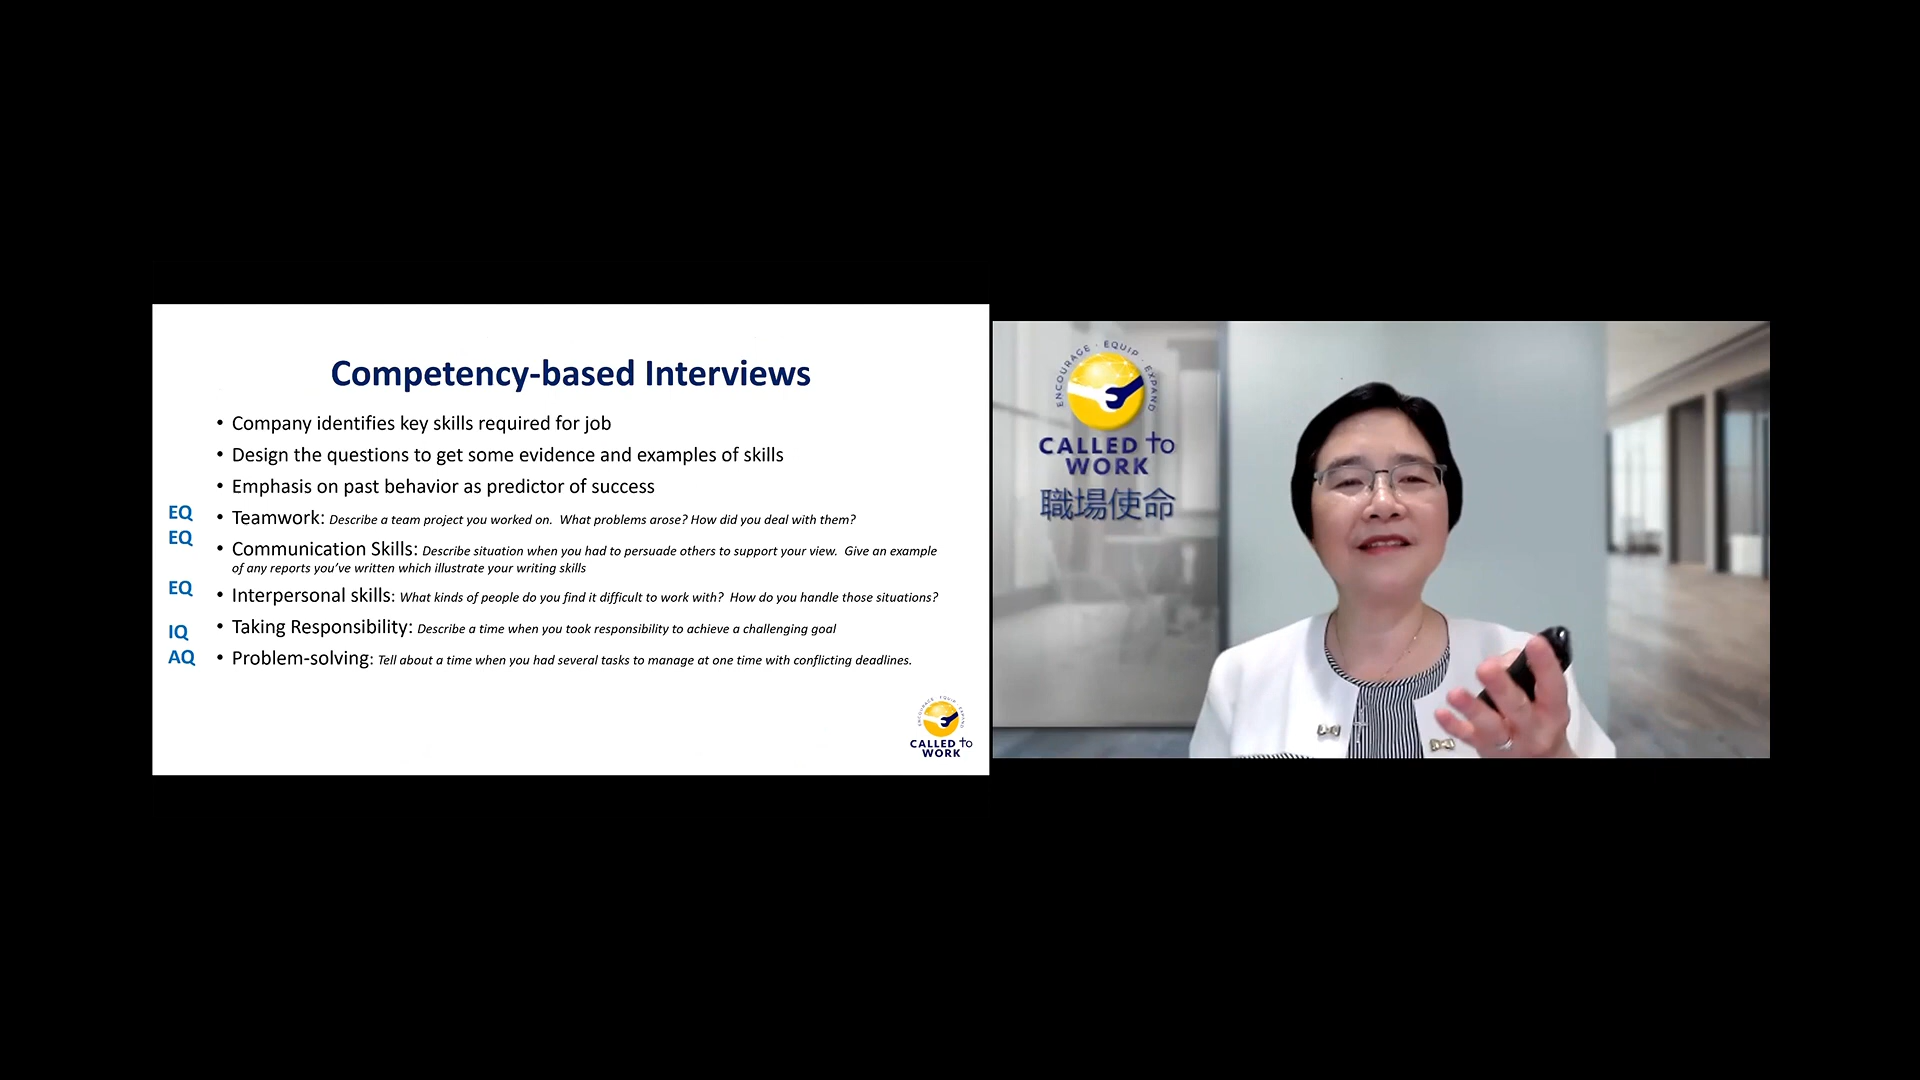 Competency-based Interviews
• Company identifies key skills required for job
• Design the questions to get some evidence and examples of skills
• Emphasis on past behavior as predictor of success
EQ • Teamwork: Describe a team project you worked on. What problems arose? How did you deal with them?
EQ • Communication Skills: Describe situation when you had to persuade others to support your view. Give an example
of any reports you've written which illustrate your writing skills
EQ • Interpersonal skills: What kinds of people do you find it difficult to work with? How do you handle those situations?
IQ • Taking Responsibility: Describe a time when you took responsibility to achieve a challenging goal
AQ • Problem-solving: Tell about a time when you had several tasks to manage at one time with conflicting deadlines.
ENCOURAGE · EQUIP · EXPAND
CALLED to
WORK
ENCOURAGE · EQUIP · EXPAND
CALLED to
WORK
職場使命